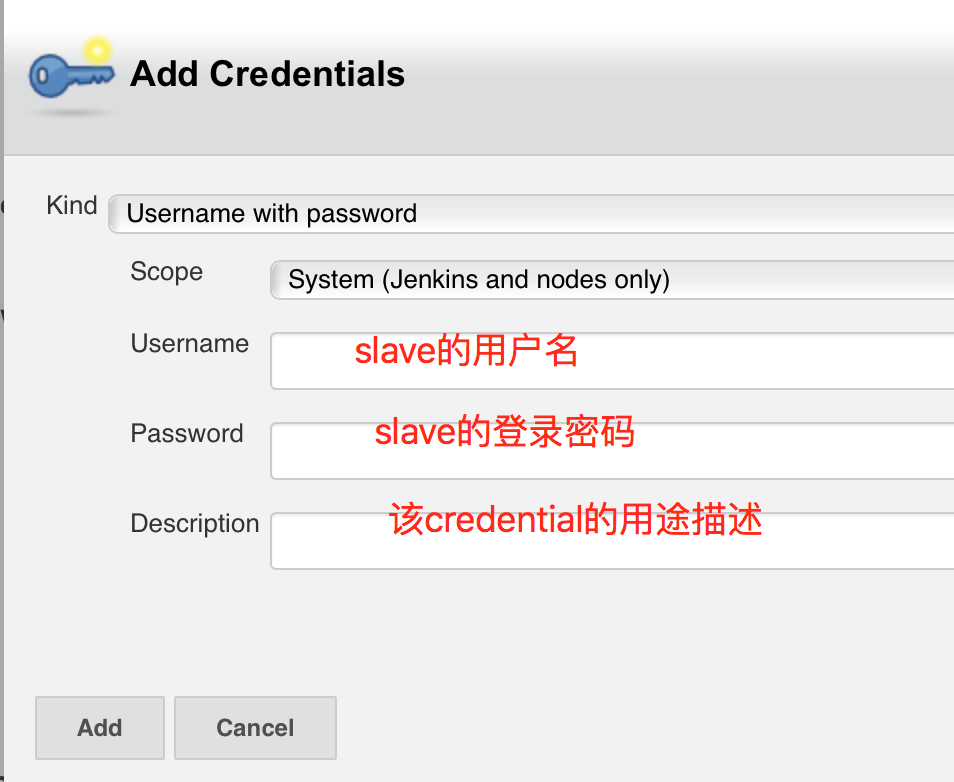 Add Credentials
Kind Username with password
Scope System (Jenkins and nodes only)
Username slave的用户名
Password slave的登录密码
Description 该credential的用途描述
Add Cancel